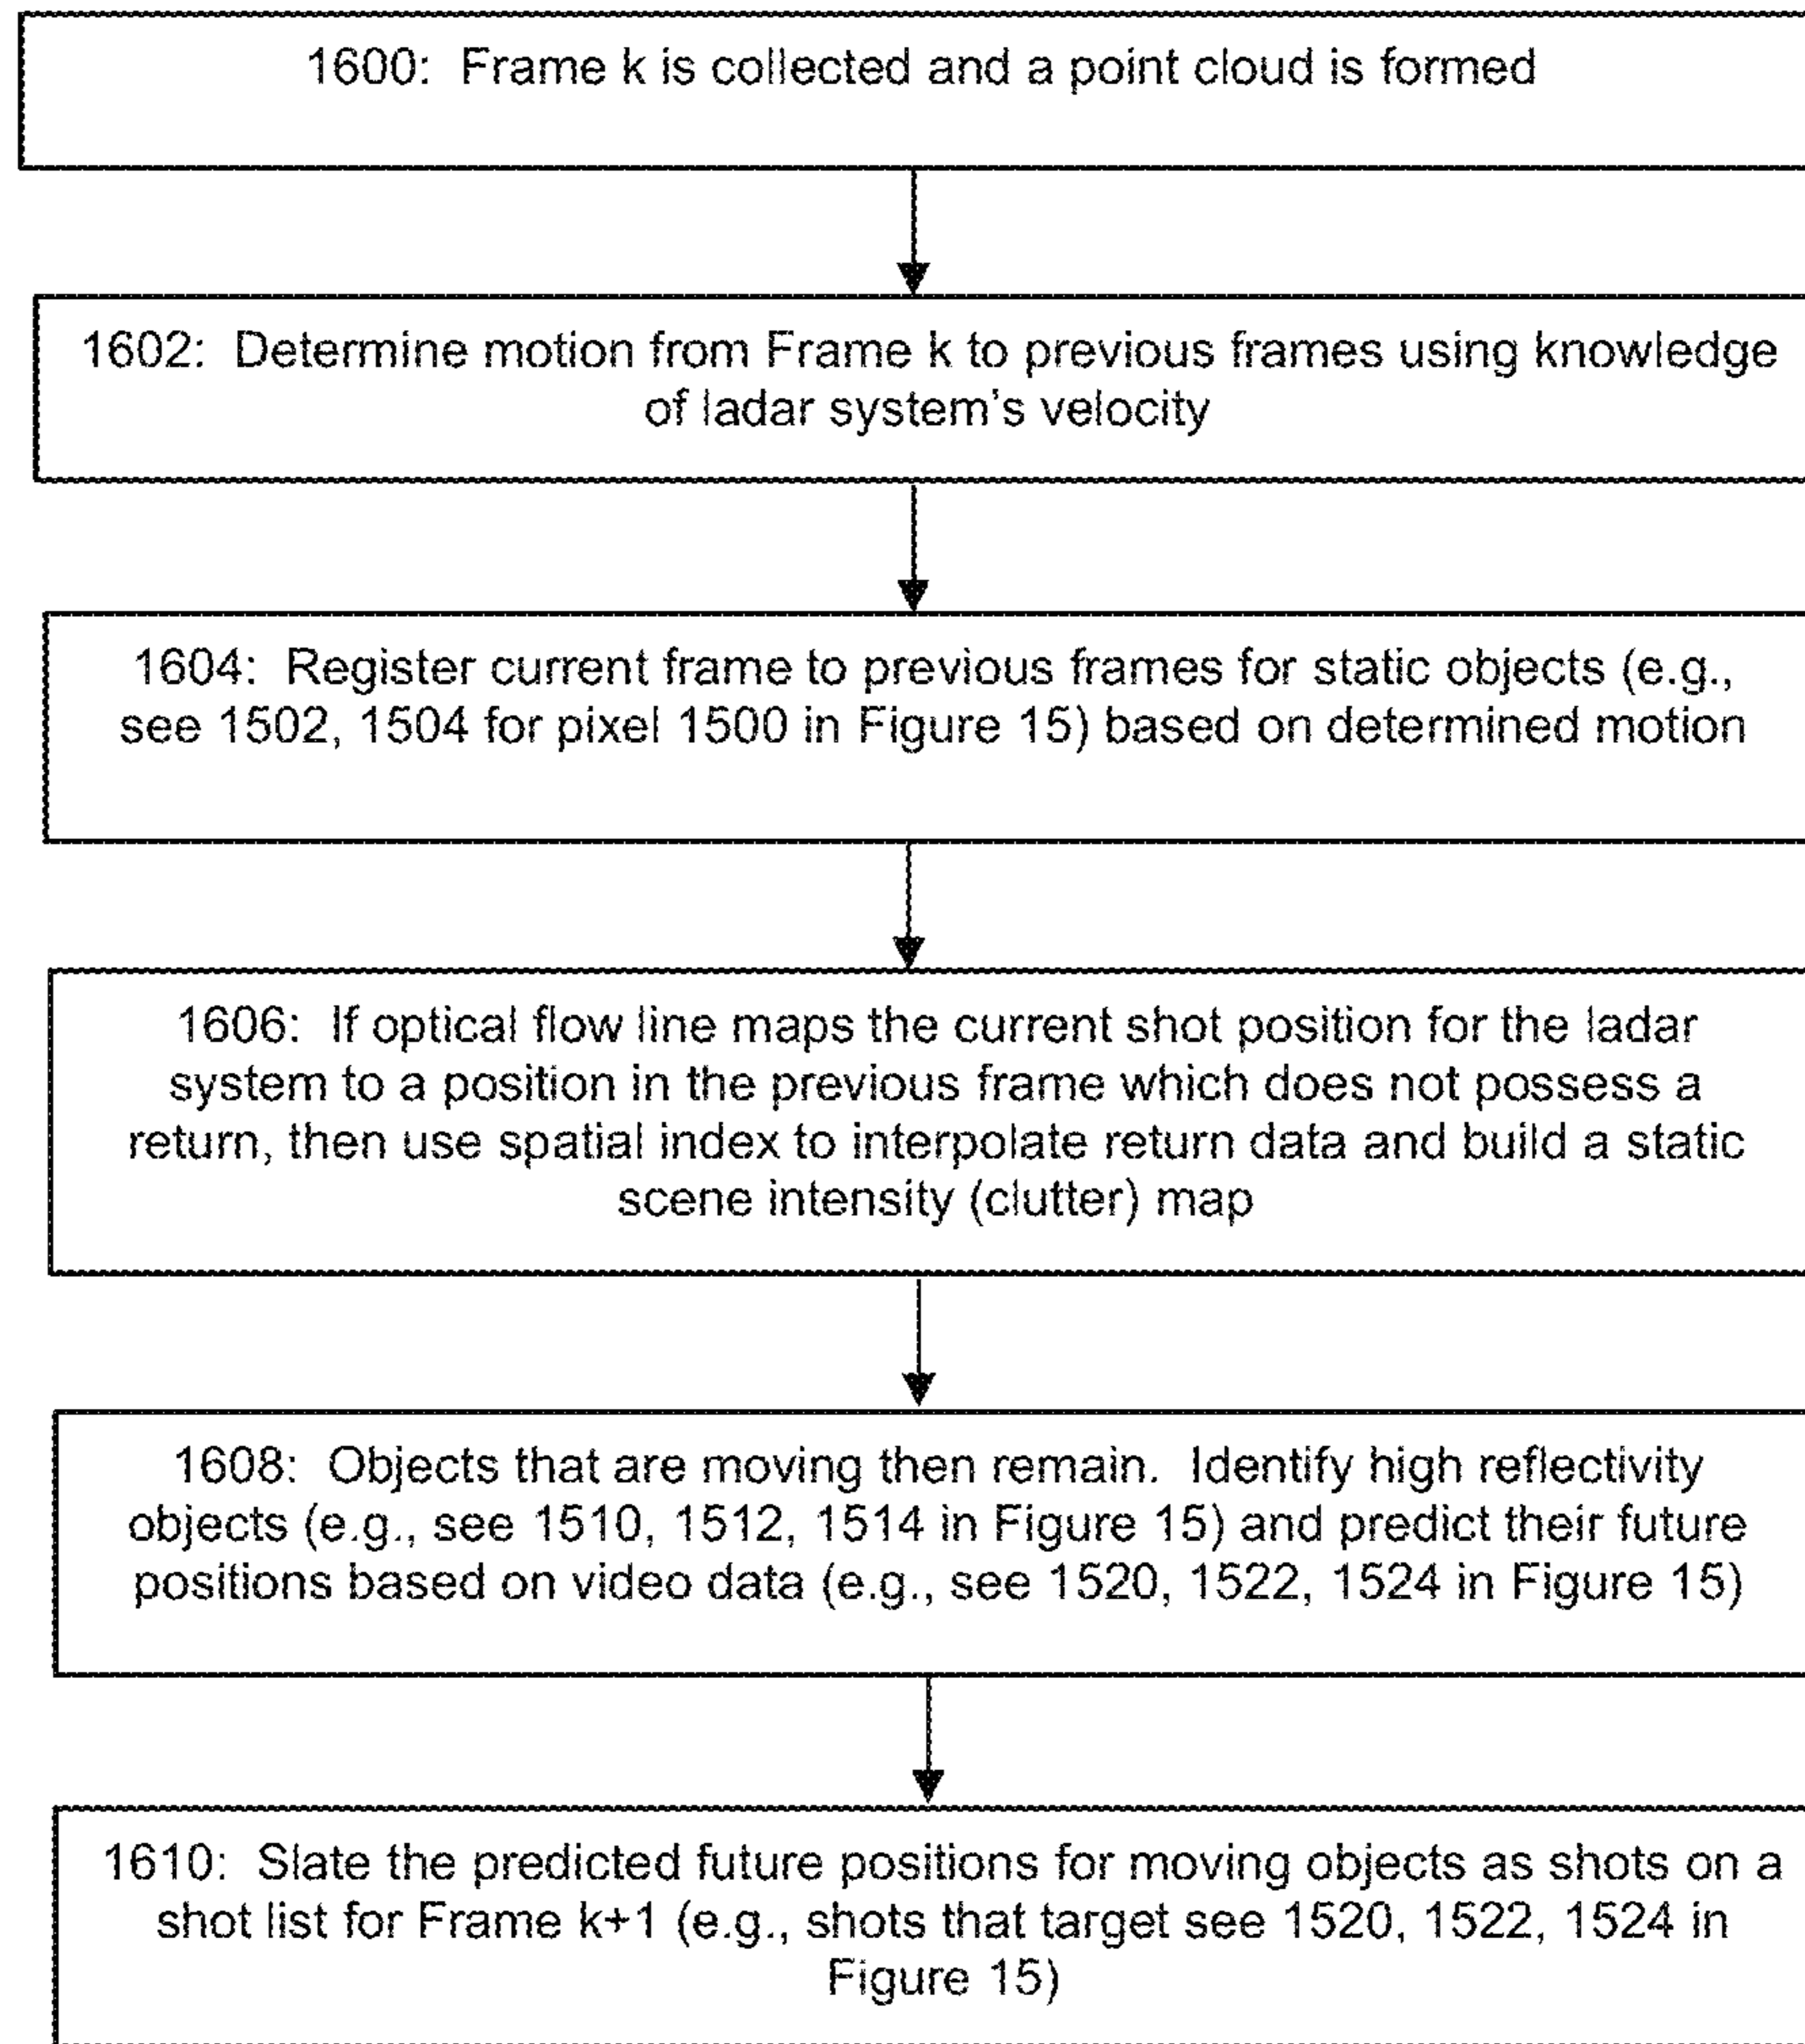 1600: Frame k is collected and a point cloud is formed
1602: Determine motion from Frame k to previous frames using knowledge
of ladar system's velocity
1604: Register current frame to previous frames for static objects (e.g.,
see 1502, 1504 for pixel 1500 in Figure 15) based on determined motion
1606: If optical flow line maps the current shot position for the ladar
system to a position in the previous frame which does not possess a
return, then use spatial index to interpolate return data and build a static
scene intensity (clutter) map
1608: Objects that are moving then remain. Identify high reflectivity
objects (e.g., see 1510, 1512, 1514 in Figure 15) and predict their future
positions based on video data (e.g., see 1520, 1522, 1524 in Figure 15)
1610: Slate the predicted future positions for moving objects as shots on a
shot list for Frame k+1 (e.g., shots that target see 1520, 1522, 1524 in
Figure 15)